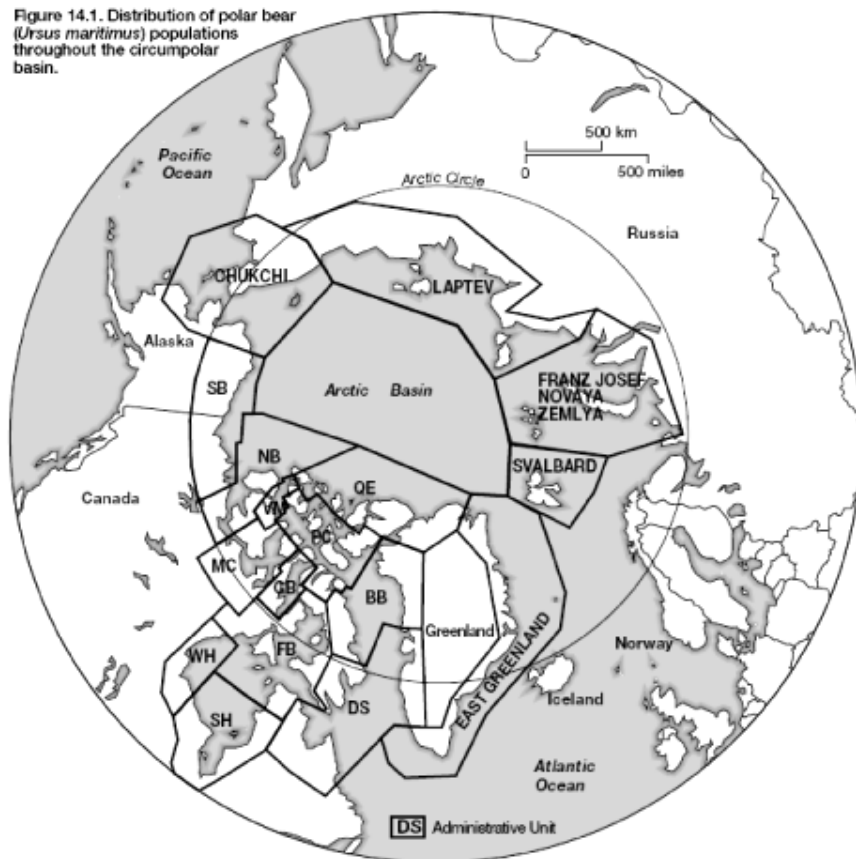 Figure 14.1. Distribution of polar bear
(Ursus maritimus) populations
throughout the circumpolar
basin.
Pacific
Ocean
500 km
0
500 miles
Arctic Circle
Russia
CHUKCHI
LAPTEV
Alaska
SB
Arctic Basin
FRANZ JOSEF
NOVAYA
ZEMLYA
NB
SVALBARD
QE
Canada
VM
PC
MC
GB
BB
Greenland
WH
FB
EAST GREENLAND
Norway
Iceland
SH
DS
Atlantic
Ocean
DS Administrative Unit